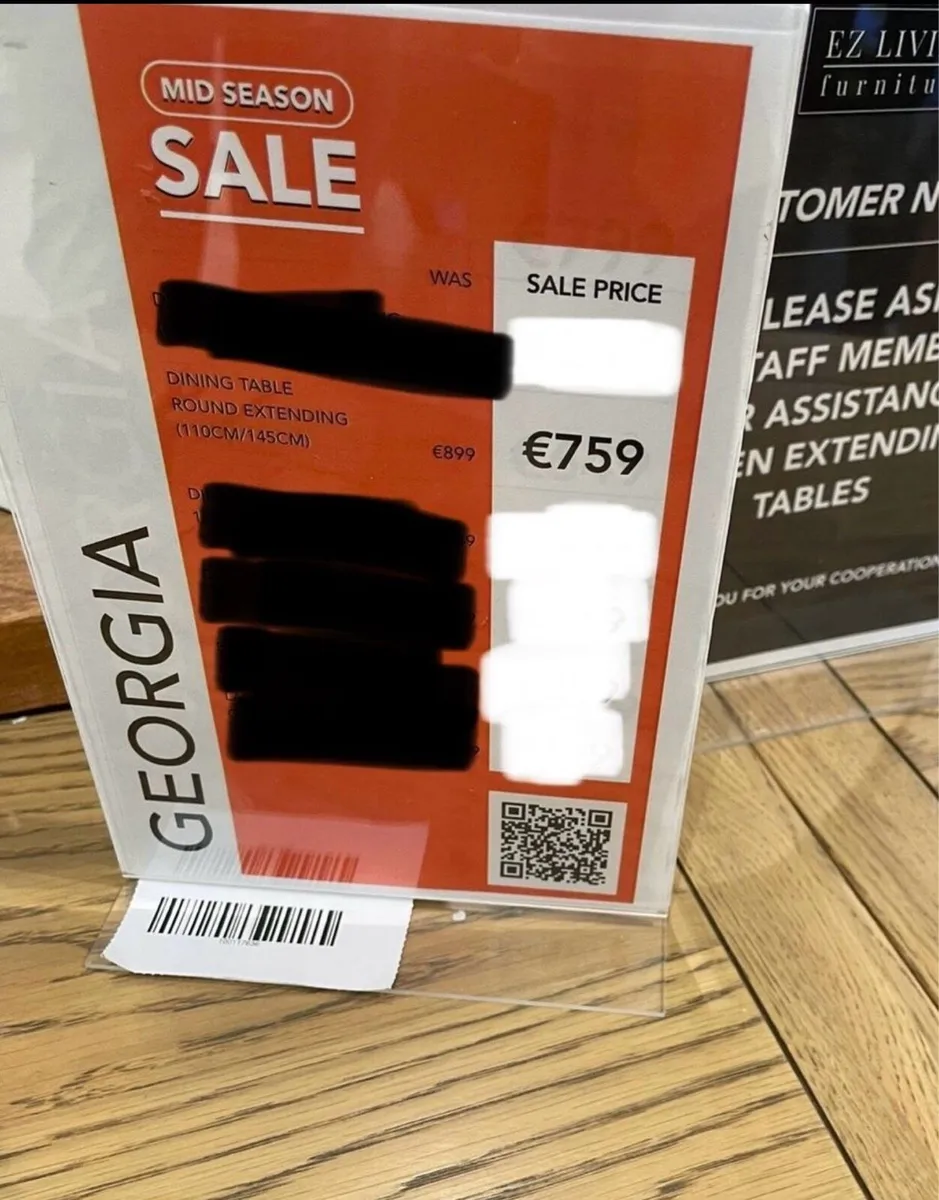 MID SEASON
SALE
WAS
SALE PRICE
DINING TABLE
ROUND EXTENDING
(110CM/145CM)
€899
€759
GEORGIA
EZ LIVI
furnitu
TOMER N
LEASE AS
TAFF MEMB
R ASSISTANC
EN EXTENDI
TABLES
OU FOR YOUR COOPERATION